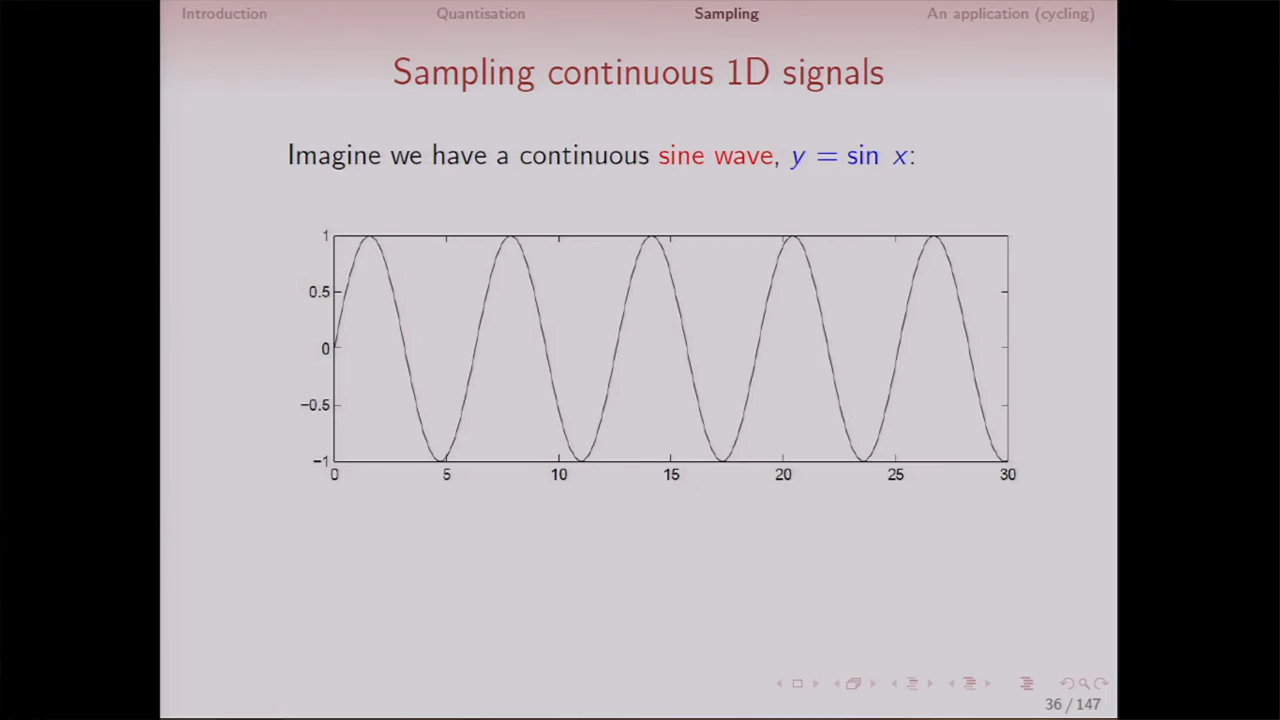 Introduction Quantisation Sampling An application (cycling)
Sampling continuous 1D signals
Imagine we have a continuous sine wave, y = sin x:
1
0.5
0
−0.5
−1
0 5 10 15 20 25 30
36 / 147